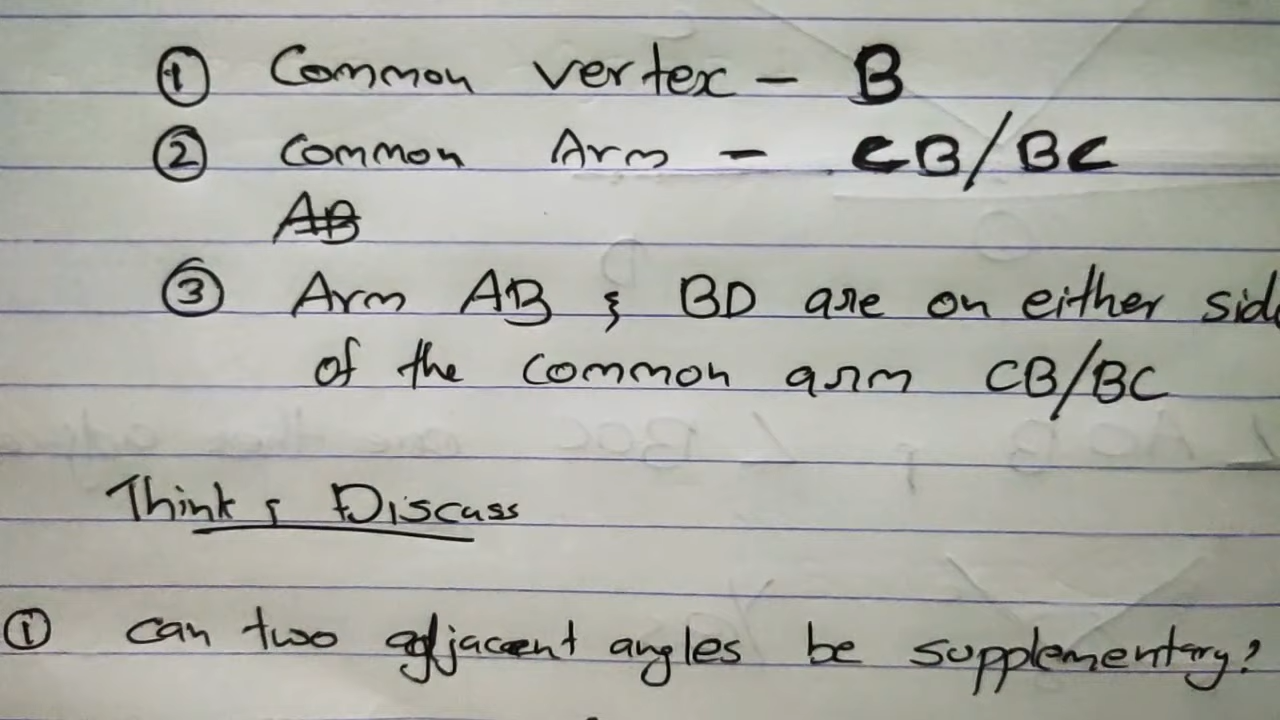 ① Common vertex - B
② Common Arm - CB/BC
AB
③ Arm AB & BD are on either side
of the common arm CB/BC
Think & Discuss
① can two adjacent angles be supplementary?